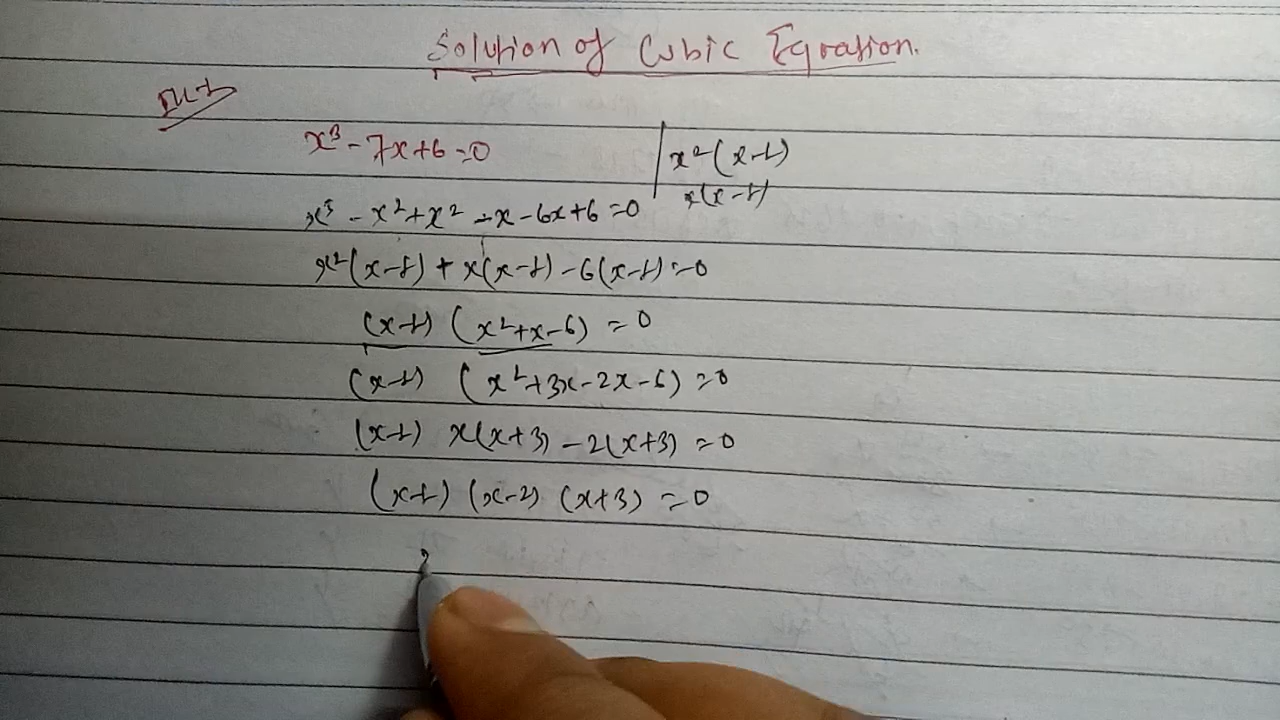 Solution of Cubic Equation.
x³ - 7x + 6 = 0
x²(x-1)
x(x-1)
x³ - x² + x² - x - 6x + 6 = 0
x²(x-1) + x(x-1) - 6(x-1) = 0
(x-1) (x² + x - 6) = 0
(x-1) (x² + 3x - 2x - 6) = 0
(x-1) x(x+3) - 2(x+3) = 0
(x-1) (x-2) (x+3) = 0